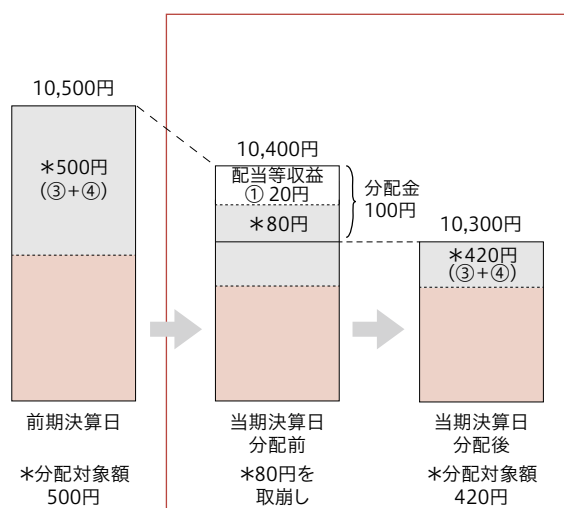 10,500円
*500円
(③+④)
前期決算日
*分配対象額
500円
10,400円
配当等収益
① 20円
*80円
分配金
100円
当期決算日
分配前
*80円を
取崩し
10,300円
*420円
(③+④)
当期決算日
分配後
*分配対象額
420円